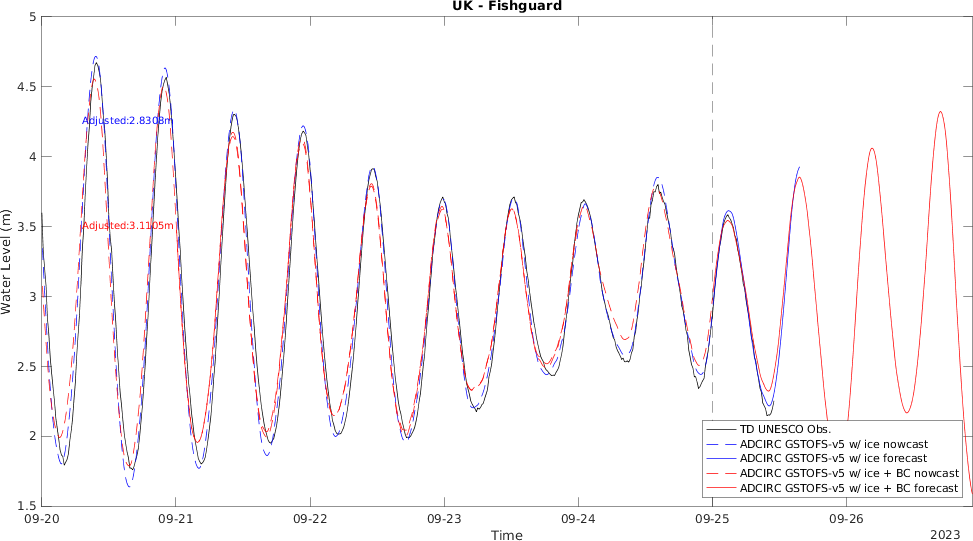 UK - Fishguard
5
4.5
4
3.5
3
2.5
2
1.5
Water Level (m)
Adjusted:2.8308m
Adjusted:3.1105m
TD UNESCO Obs.
ADCIRC GSTOFS-v5 w/ ice nowcast
ADCIRC GSTOFS-v5 w/ ice forecast
ADCIRC GSTOFS-v5 w/ ice + BC nowcast
ADCIRC GSTOFS-v5 w/ ice + BC forecast
09-20 09-21 09-22 09-23 09-24 09-25 09-26
Time
2023